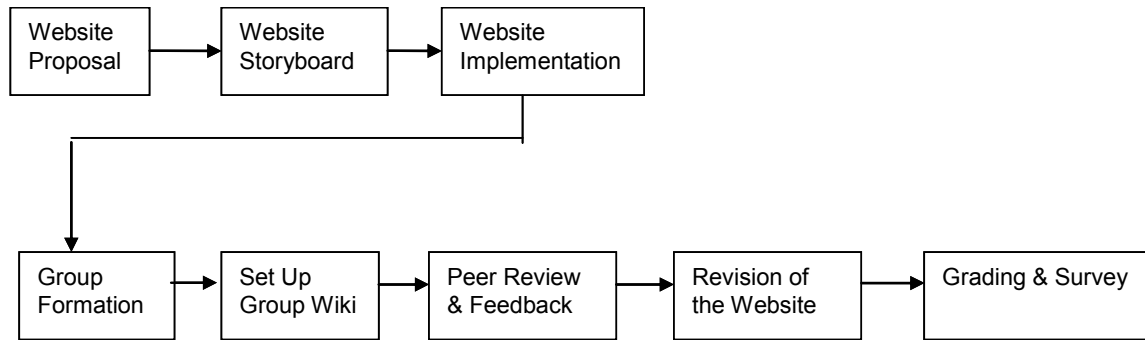 Website
Proposal
Website
Storyboard
Website
Implementation
Group
Formation
Set Up
Group Wiki
Peer Review
& Feedback
Revision of
the Website
Grading & Survey